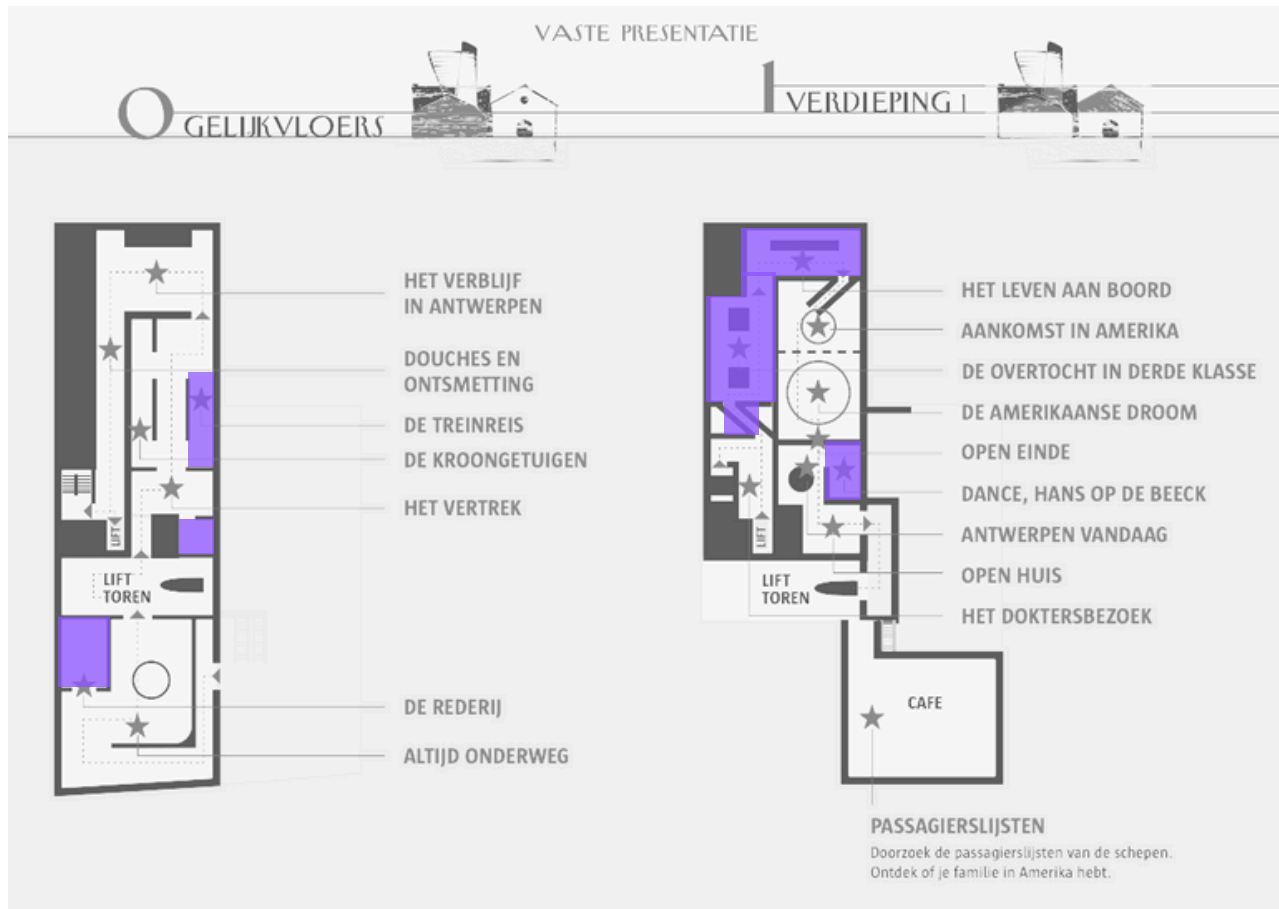 VASTE PRESENTATIE
0 GELIJKVLOERS
1 VERDIEPING 1
HET VERBLIJF
IN ANTWERPEN
DOUCHES EN
ONTSMETTING
DE TREINREIS
DE KROONGETUIGEN
HET VERTREK
LIFT
LIFT
TOREN
DE REDERIJ
ALTIJD ONDERWEG
HET LEVEN AAN BOORD
AANKOMST IN AMERIKA
DE OVERTOCHT IN DERDE KLASSE
DE AMERIKAANSE DROOM
OPEN EINDE
DANCE, HANS OP DE BEECK
ANTWERPEN VANDAAG
OPEN HUIS
HET DOKTERSBEZOEK
LIFT
LIFT
TOREN
CAFE
PASSAGIERSLIJSTEN
Doorzoek de passagierslijsten van de schepen.
Ontdek of je familie in Amerika hebt.